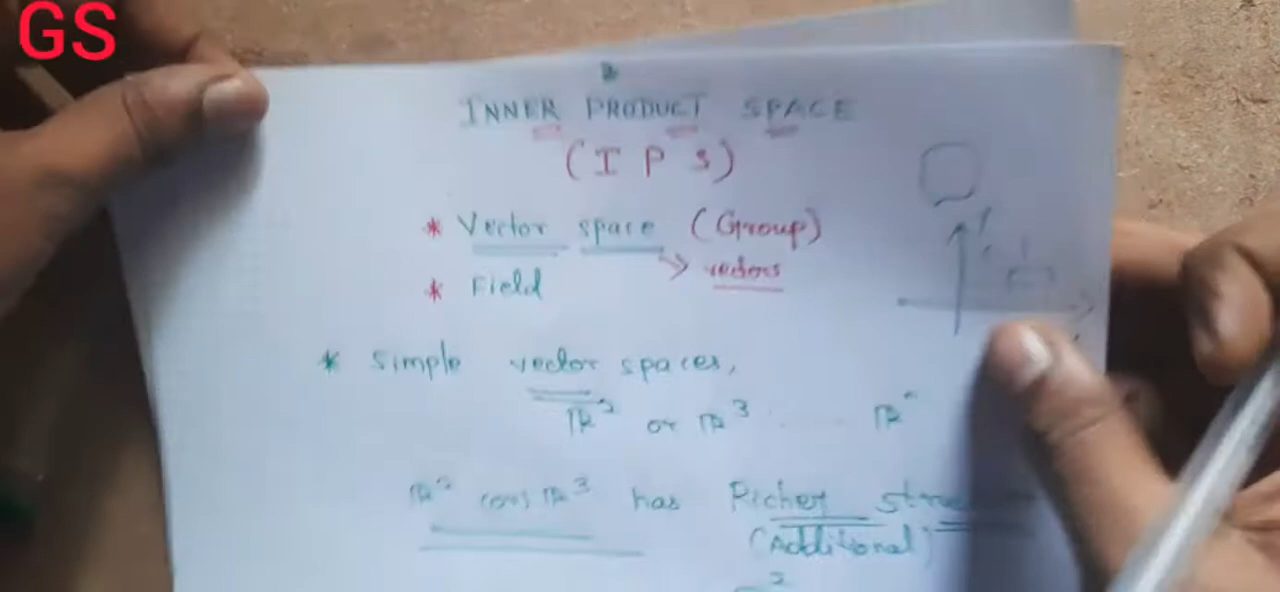 GS
INNER PRODUCT SPACE
(I P S)
* Vector space (Group)
→ vectors
* Field
* Simple vector spaces,
ℝ² or ℝ³ ...... ℝⁿ
ℝ² (or) ℝ³ has Richer
(Additional)
2